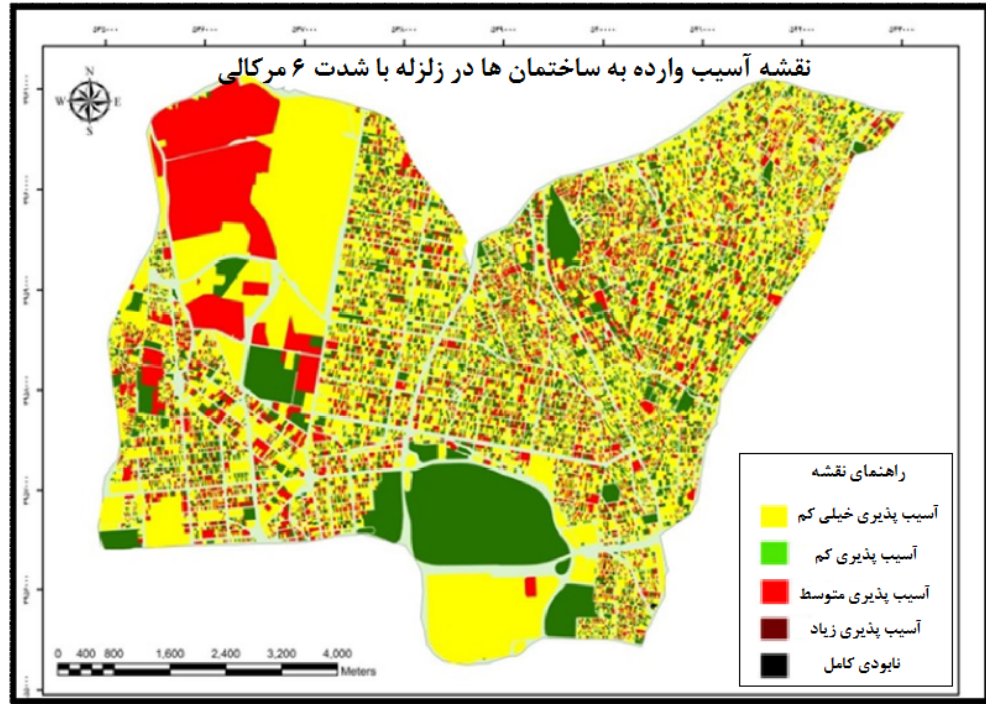 نقشه آسیب وارده به ساختمان ها در زلزله با شدت ۶ مرکالی
N
W E
S
راهنمای نقشه
آسیب پذیری خیلی کم
آسیب پذیری کم
آسیب پذیری متوسط
آسیب پذیری زیاد
نابودی کامل
0 400 800 1,600 2,400 3,200 4,000
Meters